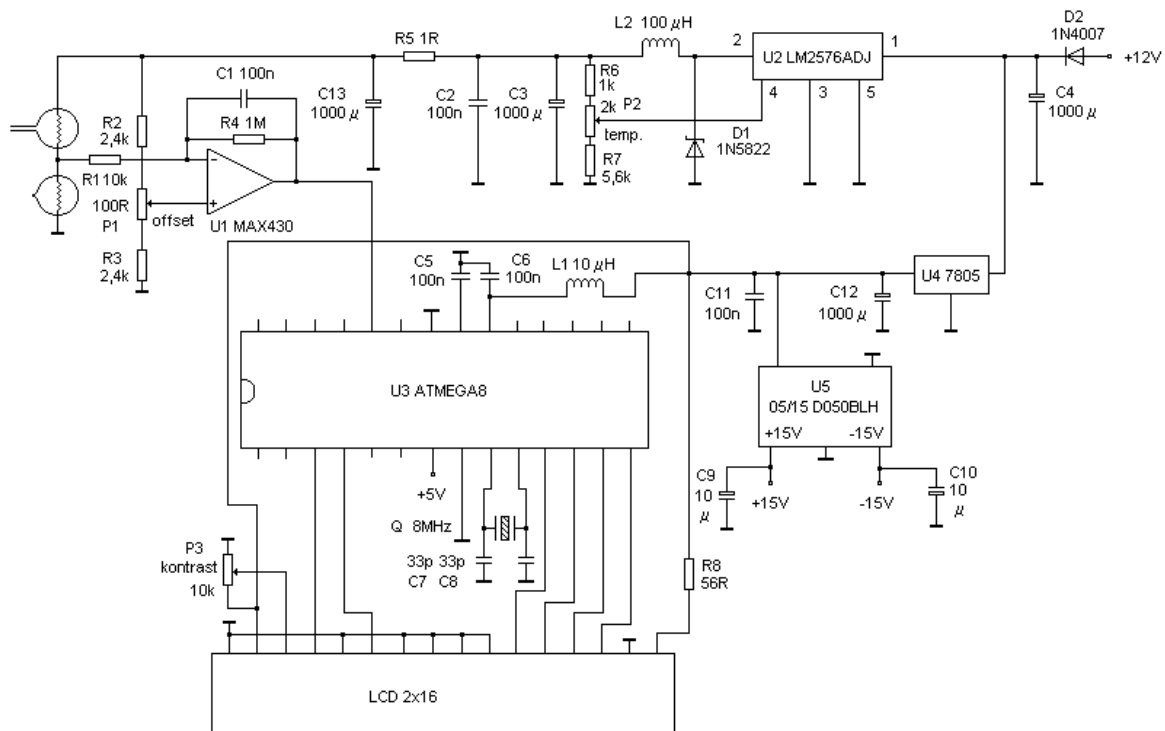 L2 100 μH
D2
1N4007
+12V
R5 1R
2
U2 LM2576ADJ
1
4
3
5
C1 100n
R4 1M
C13
1000 μ
C2
100n
C3
1000 μ
R6
1k
2k P2
temp.
R7
5,6k
D1
1N5822
C4
1000 μ
R2
2,4k
R1 10k
-
+
100R
P1
offset
U1 MAX430
R3
2,4k
C5
100n
C6
100n
L1 10 μH
C11
100n
C12
1000 μ
U4 7805
U3 ATMEGA8
U5
05/15 D050BLH
+15V
-15V
C9
10
μ
+15V
-15V
C10
10
μ
+5V
Q 8MHz
33p 33p
C7 C8
P3
kontrast
10k
R8
56R
LCD 2x16